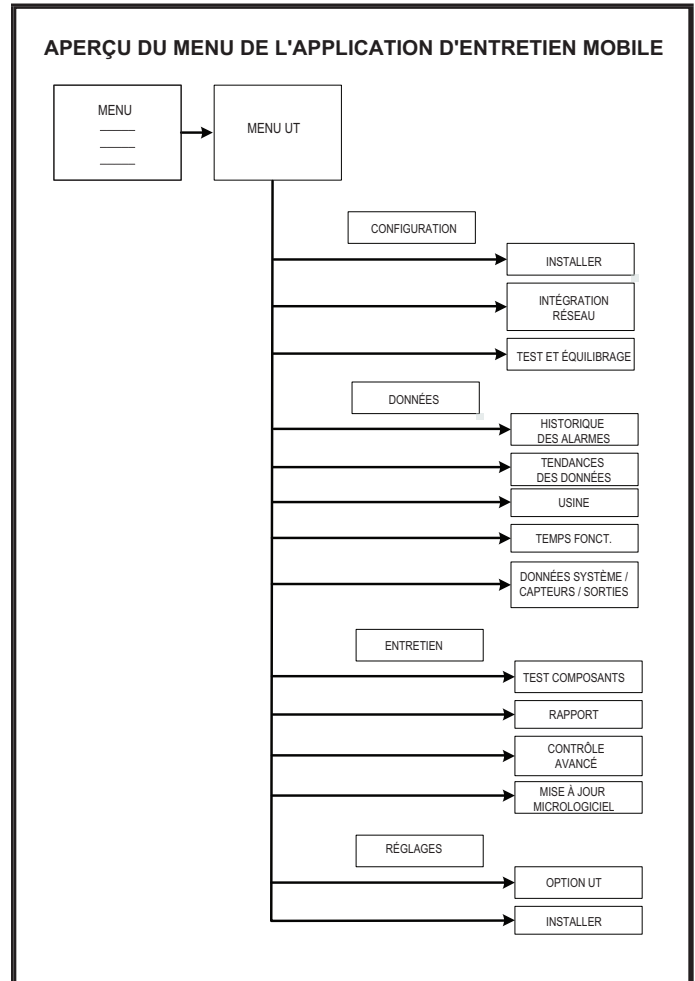 APERÇU DU MENU DE L'APPLICATION D'ENTRETIEN MOBILE
MENU
MENU UT
CONFIGURATION
INSTALLER
INTÉGRATION
RÉSEAU
TEST ET ÉQUILIBRAGE
DONNÉES
HISTORIQUE
DES ALARMES
TENDANCES
DES DONNÉES
USINE
TEMPS FONCT.
DONNÉES SYSTÈME /
CAPTEURS / SORTIES
ENTRETIEN
TEST COMPOSANTS
RAPPORT
CONTRÔLE
AVANCÉ
MISE À JOUR
MICROLOGICIEL
RÉGLAGES
OPTION UT
INSTALLER